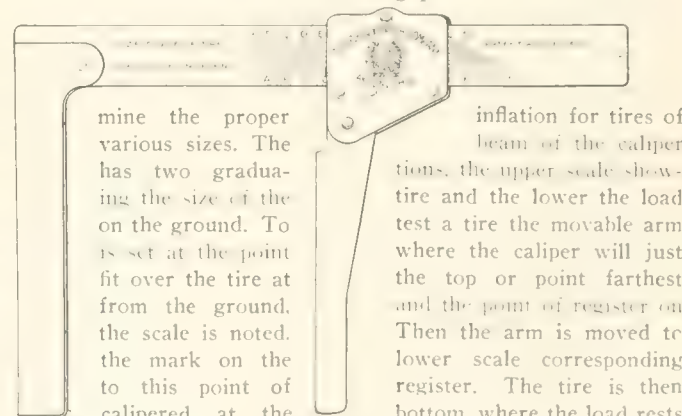 mine the proper inflation for tires of
various sizes. The beam of the caliper
has two gradua- tions, the upper scale show-
ing the size of the tire and the lower the load
on the ground. To test a tire the movable arm
is set at the point where the caliper will just
fit over the tire at the top or point farthest
from the ground, and the point of register on
the scale is noted. Then the arm is moved to
the mark on the lower scale corresponding
to this point of register. The tire is then
calipered at the bottom, where the load rests